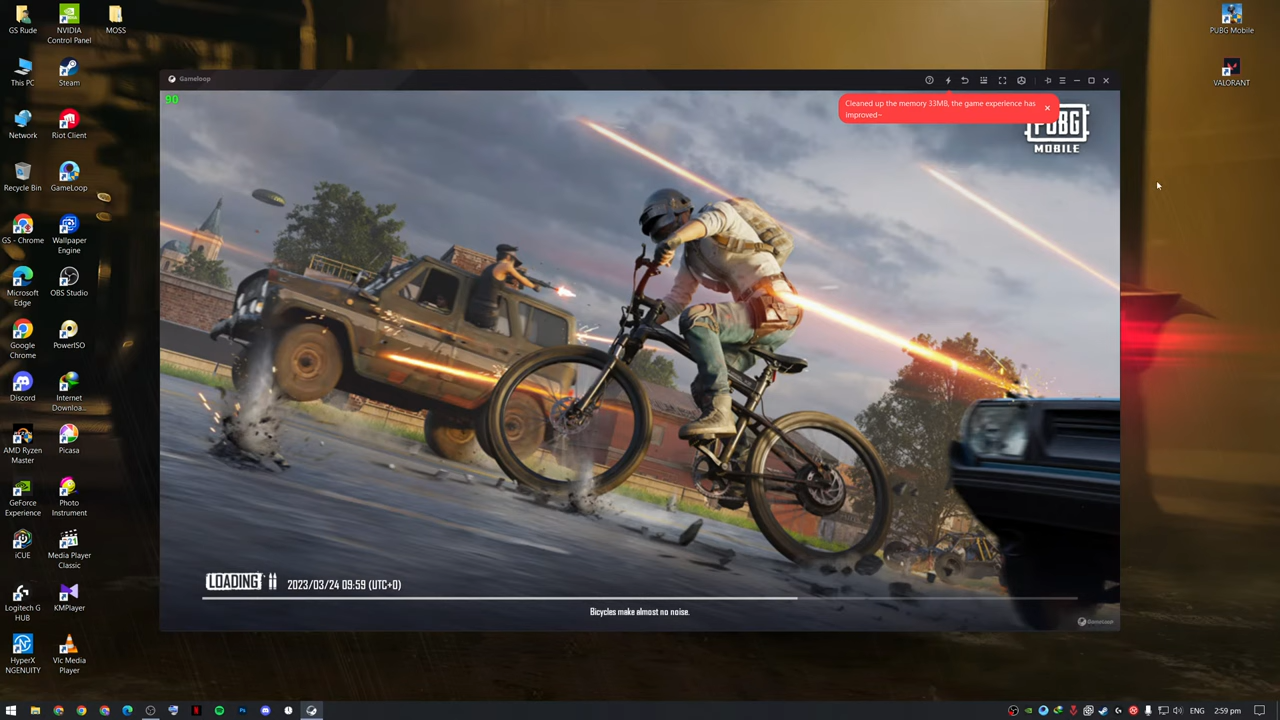 GS Rude
NVIDIA
Control Panel
MOSS
PUBG Mobile
This PC
Steam
VALORANT
Network
Riot Client
Recycle Bin
GameLoop
GS - Chrome
Wallpaper
Engine
Microsoft
Edge
OBS Studio
Google
Chrome
PowerISO
Discord
Internet
Downloa...
AMD Ryzen
Master
Picasa
GeForce
Experience
Photo
Instrument
iCUE
Media Player
Classic
Logitech G
HUB
KMPlayer
HyperX
NGENUITY
Vlc Media
Player
Gameloop
90
Cleaned up the memory 33MB, the game experience has
improved~
PUBG
MOBILE
LOADING
2023/03/24 09:59 (UTC+0)
Bicycles make almost no noise.
GameLoop
ENG
2:59 pm